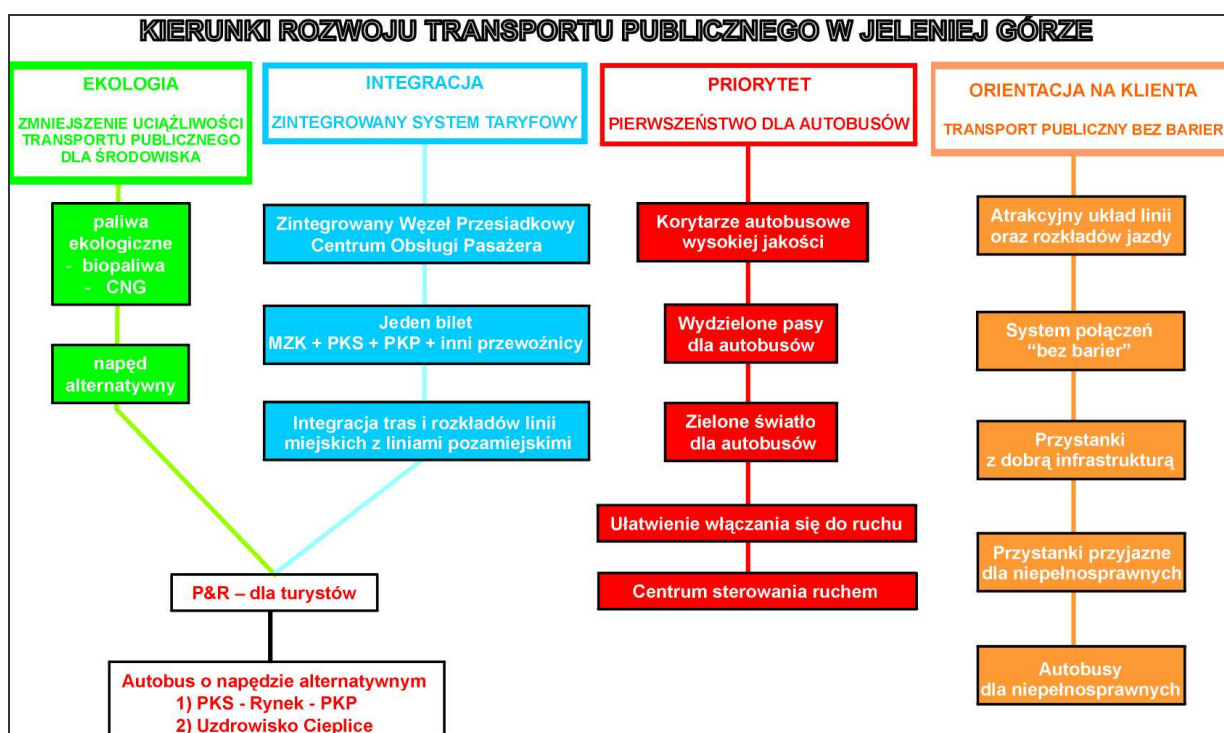 KIERUNKI ROZWOJU TRANSPORTU PUBLICZNEGO W JELENIEJ GÓRZE
EKOLOGIA
ZMNIEJSZENIE UCIĄŻLIWOŚCI
TRANSPORTU PUBLICZNEGO
DLA ŚRODOWISKA
paliwa
ekologiczne
- biopaliwa
- CNG
napęd
alternatywny
INTEGRACJA
ZINTEGROWANY SYSTEM TARYFOWY
Zintegrowany Węzeł Przesiadkowy
Centrum Obsługi Pasażera
Jeden bilet
MZK + PKS + PKP + inni przewoźnicy
Integracja tras i rozkładów linii
miejskich z liniami pozamiejskimi
P&R – dla turystów
Autobus o napędzie alternatywnym
1) PKS - Rynek - PKP
2) Uzdrowisko Cieplice
PRIORYTET
PIERWSZEŃSTWO DLA AUTOBUSÓW
Korytarze autobusowe
wysokiej jakości
Wydzielone pasy
dla autobusów
Zielone światło
dla autobusów
Ułatwienie włączania się do ruchu
Centrum sterowania ruchem
ORIENTACJA NA KLIENTA
TRANSPORT PUBLICZNY BEZ BARIER
Atrakcyjny układ linii
oraz rozkładów jazdy
System połączeń
“bez barier”
Przystanki
z dobrą infrastrukturą
Przystanki przyjazne
dla niepełnosprawnych
Autobusy
dla niepełnosprawnych